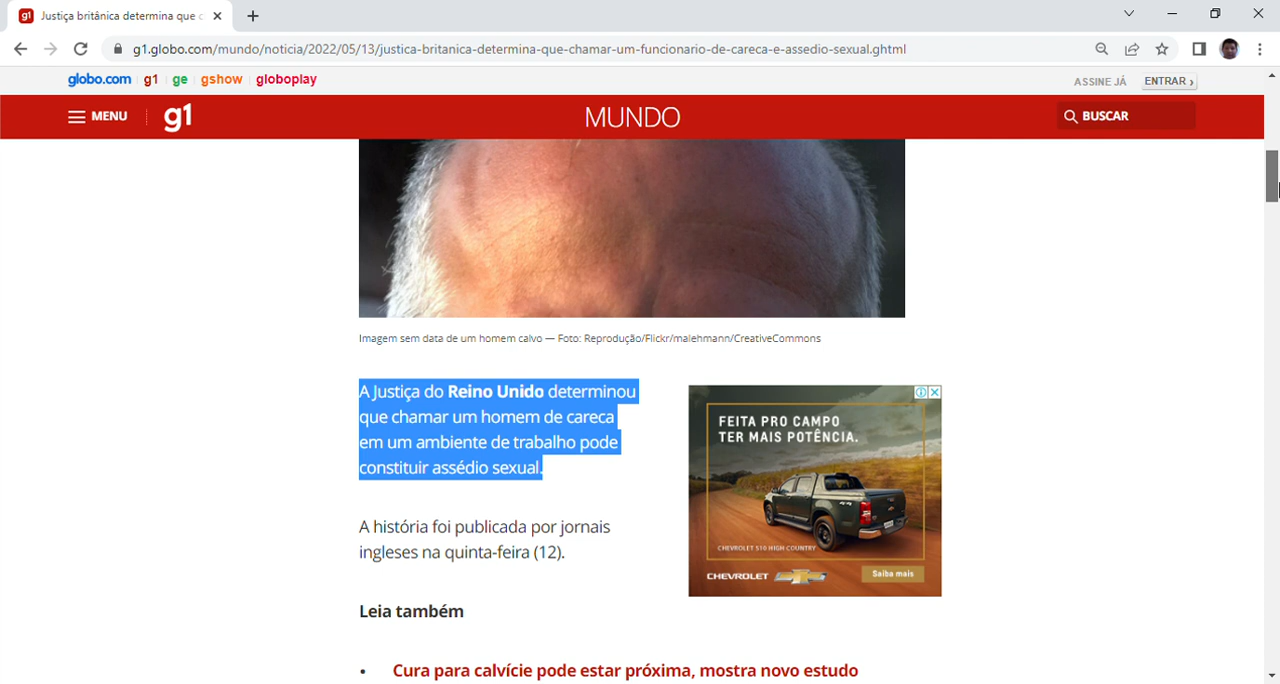 g1 Justiça britânica determina que c
g1.globo.com/mundo/noticia/2022/05/13/justica-britanica-determina-que-chamar-um-funcionario-de-careca-e-assedio-sexual.ghtml
globo.com g1 ge gshow globoplay ASSINE JÁ ENTRAR ›
MENU g1 MUNDO BUSCAR
Imagem sem data de um homem calvo — Foto: Reprodução/Flickr/malehmann/CreativeCommons
A Justiça do Reino Unido determinou
que chamar um homem de careca
em um ambiente de trabalho pode
constituir assédio sexual.
FEITA PRO CAMPO
TER MAIS POTÊNCIA.
4x4
CHEVROLET S10 HIGH COUNTRY
CHEVROLET Saiba mais
A história foi publicada por jornais
ingleses na quinta-feira (12).
Leia também
• Cura para calvície pode estar próxima, mostra novo estudo